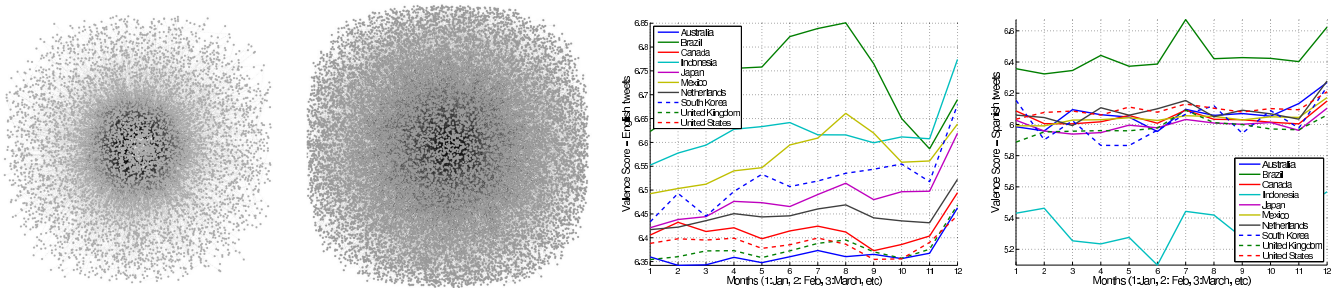 Valence Score – English tweets
6.85
6.8
6.75
6.7
6.65
6.6
6.55
6.5
6.45
6.4
6.35
Australia
Brazil
Canada
Iindonesia
Japan
Mexico
Netherlands
South Korea
United Kingdom
United States
1 2 3 4 5 6 7 8 9 10 11 12
Months (1:Jan, 2: Feb, 3:March, etc)
Valence Score – Spanish tweets
6.6
6.4
6.2
6
5.8
5.6
5.4
5.2
Australia
Brazil
Canada
Iindonesia
Japan
Mexico
Netherlands
South Korea
United Kingdom
United States
1 2 3 4 5 6 7 8 9 10 11 12
Months (1:Jan, 2: Feb, 3:March, etc)